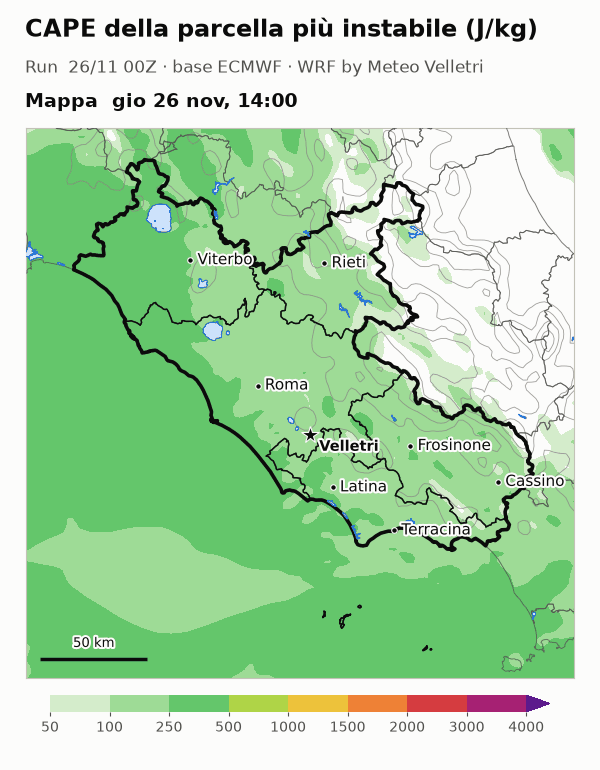 CAPE della parcella più instabile (J/kg)
Run  26/11 00Z · base ECMWF · WRF by Meteo Velletri
Mappa  gio 26 nov, 14:00
Viterbo
Rieti
Roma
Velletri
Frosinone
Cassino
Latina
Terracina
50 km
50 100 250 500 1000 1500 2000 3000 4000